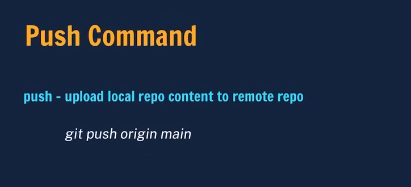 Push Command
push - upload local repo content to remote repo
git push origin main